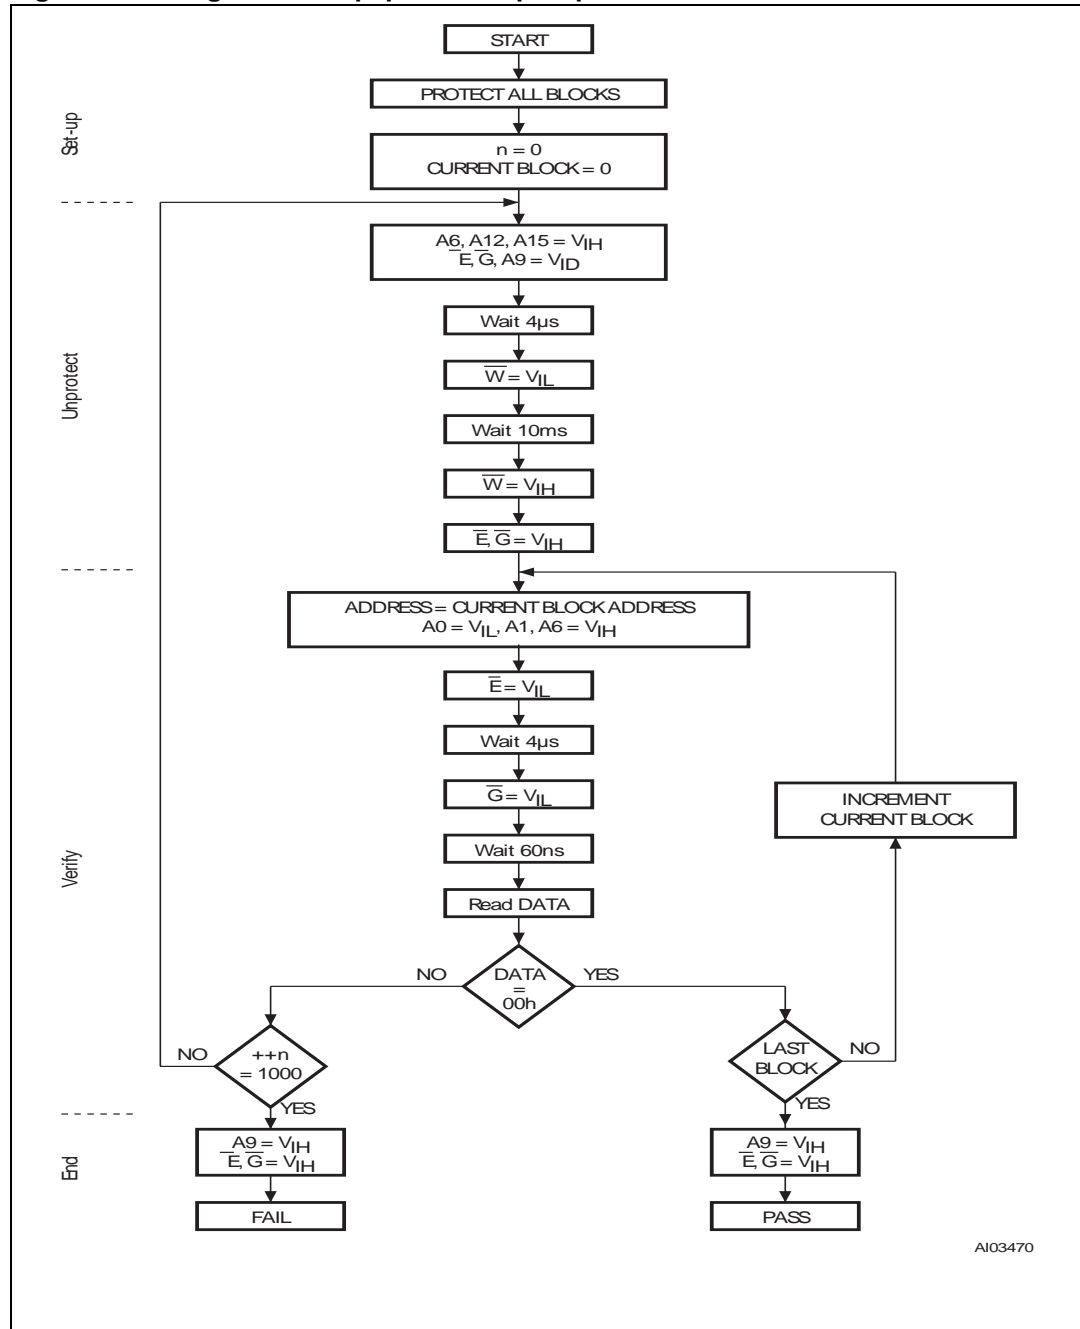 START
PROTECT ALL BLOCKS
Set-up
n = 0
CURRENT BLOCK = 0
A6, A12, A15 = VIH
E̅, G̅, A9 = VID
Wait 4µs
Unprotect
W̅ = VIL
Wait 10ms
W̅ = VIH
E̅, G̅ = VIH
ADDRESS = CURRENT BLOCK ADDRESS
A0 = VIL, A1, A6 = VIH
E̅ = VIL
Wait 4µs
G̅ = VIL
INCREMENT
CURRENT BLOCK
Wait 60ns
Verify
Read DATA
NO
DATA
=
00h
YES
NO
++n
= 1000
YES
LAST
BLOCK
NO
YES
End
A9 = VIH
E̅, G̅ = VIH
A9 = VIH
E̅, G̅ = VIH
FAIL
PASS
AI03470